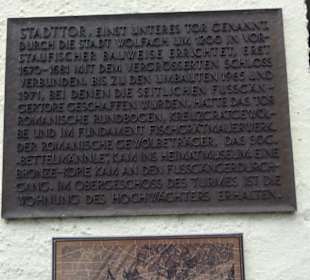 STADTTOR, EINST UNTERES TOR GENANNT,
DURCH DIE STADT WOLFACH UM 1200 IN VOR-
STAUFISCHER BAUWEISE ERRICHTET, ERST
1670-1681 MIT DEM VERGRÖSSERTEN SCHLOSS
VERBUNDEN. BIS ZU DEN UMBAUTEN 1965 UND
1971, BEI DENEN DIE SEITLICHEN FUSSGÄN-
GERTORE GESCHAFFEN WURDEN, HATTE DAS TOR
ROMANISCHE RUNDBOGEN, KREUZGRATGEWÖL-
BE UND IM FUNDAMENT FISCHGRÄTMAUERWERK.
DER ROMANISCHE GEWÖLBETRÄGER, DAS SOG.
„BETTELMÄNNLE“, KAM INS HEIMATMUSEUM. EINE
BRONZE-KOPIE KAM AN DEN FUSSGÄNGERDURCH-
GANG. IM OBERGESCHOSS DES TURMES IST DIE
WOHNUNG DES HOCHWÄCHTERS ERHALTEN.